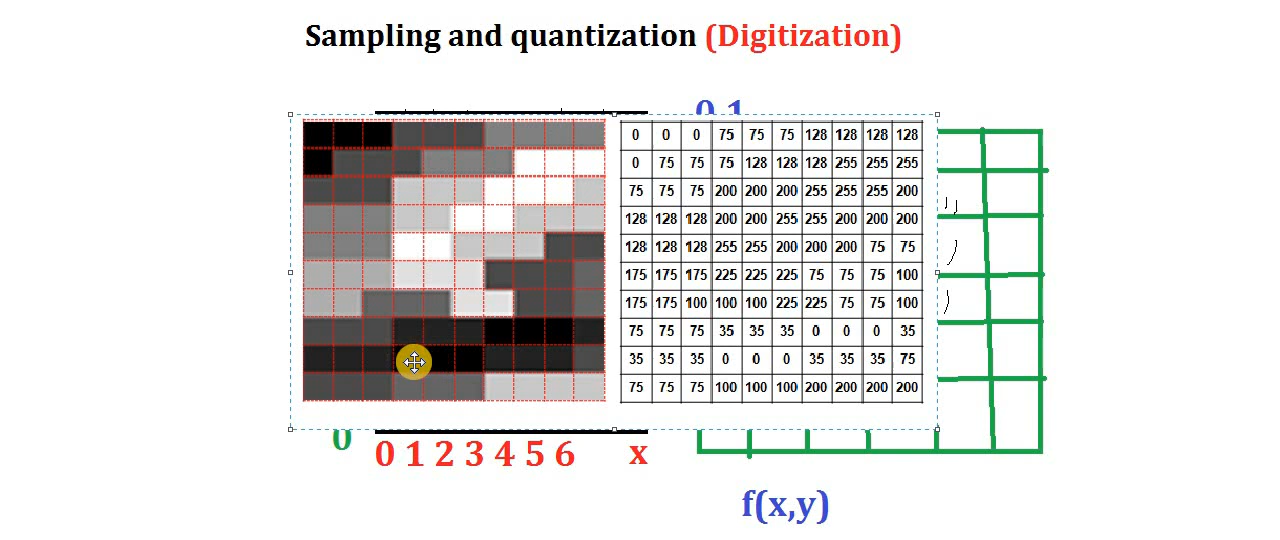 Sampling and quantization (Digitization)
0 1
0 0 0 75 75 75 128 128 128 128
0 75 75 75 128 128 128 255 255 255
75 75 75 200 200 200 255 255 255 200
128 128 128 200 200 255 255 200 200 200
128 128 128 255 255 200 200 200 75 75
175 175 175 225 225 225 75 75 75 100
175 175 100 100 100 225 225 75 75 100
75 75 75 35 35 35 0 0 0 35
35 35 35 0 0 0 35 35 35 75
75 75 75 100 100 100 200 200 200 200
0
0 1 2 3 4 5 6 x
f(x,y)